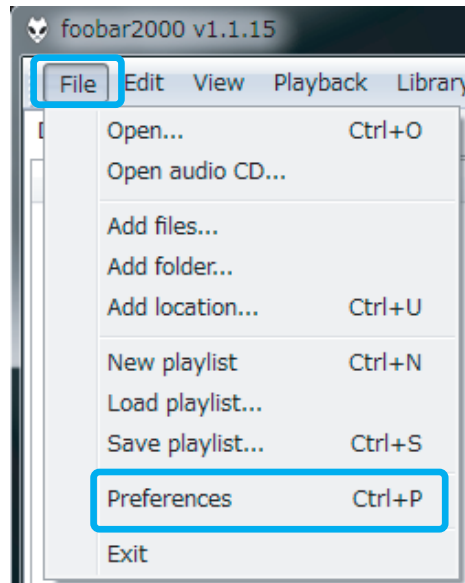 foobar2000 v1.1.15
File Edit View Playback Library
Open... Ctrl+O
Open audio CD...
Add files...
Add folder...
Add location... Ctrl+U
New playlist Ctrl+N
Load playlist...
Save playlist... Ctrl+S
Preferences Ctrl+P
Exit